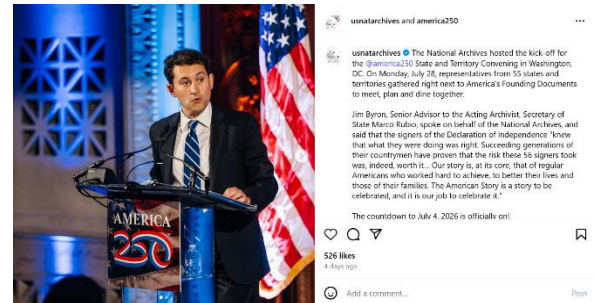 usnatarchives and america250
usnatarchives The National Archives hosted the kick-off for
the @america250 State and Territory Convening in Washington,
DC. On Monday, July 28, representatives from 55 states and
territories gathered right next to America's Founding Documents
to meet, plan and dine together.
Jim Byron, Senior Advisor to the Acting Archivist, Secretary of
State Marco Rubio, spoke on behalf of the National Archives, and
said that the signers of the Declaration of Independence "knew
that what they were doing was right. Succeeding generations of
their countrymen have proven that the risk these 56 signers took
was, indeed, worth it... Our story is, at its core, that of regular
Americans who worked hard to achieve, to better their lives and
those of their families. The American Story is a story to be
celebrated, and it is our job to celebrate it."
The countdown to July 4, 2026 is officially on!
526 likes
4 days ago
Add a comment...
Post
AMERICA
250